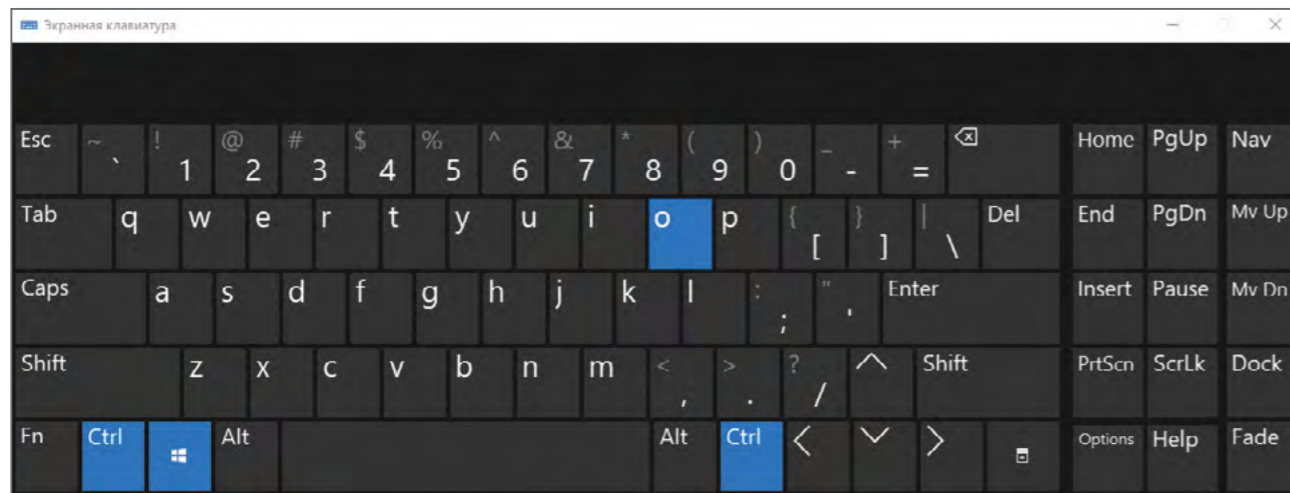 Экранная клавиатура
Esc ~ ` ! 1 @ 2 # 3 $ 4 % 5 ^ 6 & 7 * 8 ( 9 ) 0 _ - + = Home PgUp Nav
Tab q w e r t y u i o p { [ } ] | \ Del End PgDn Mv Up
Caps a s d f g h j k l : ; " ' Enter Insert Pause Mv Dn
Shift z x c v b n m < , > . ? / Shift PrtScn ScrLk Dock
Fn Ctrl Alt Alt Ctrl Options Help Fade